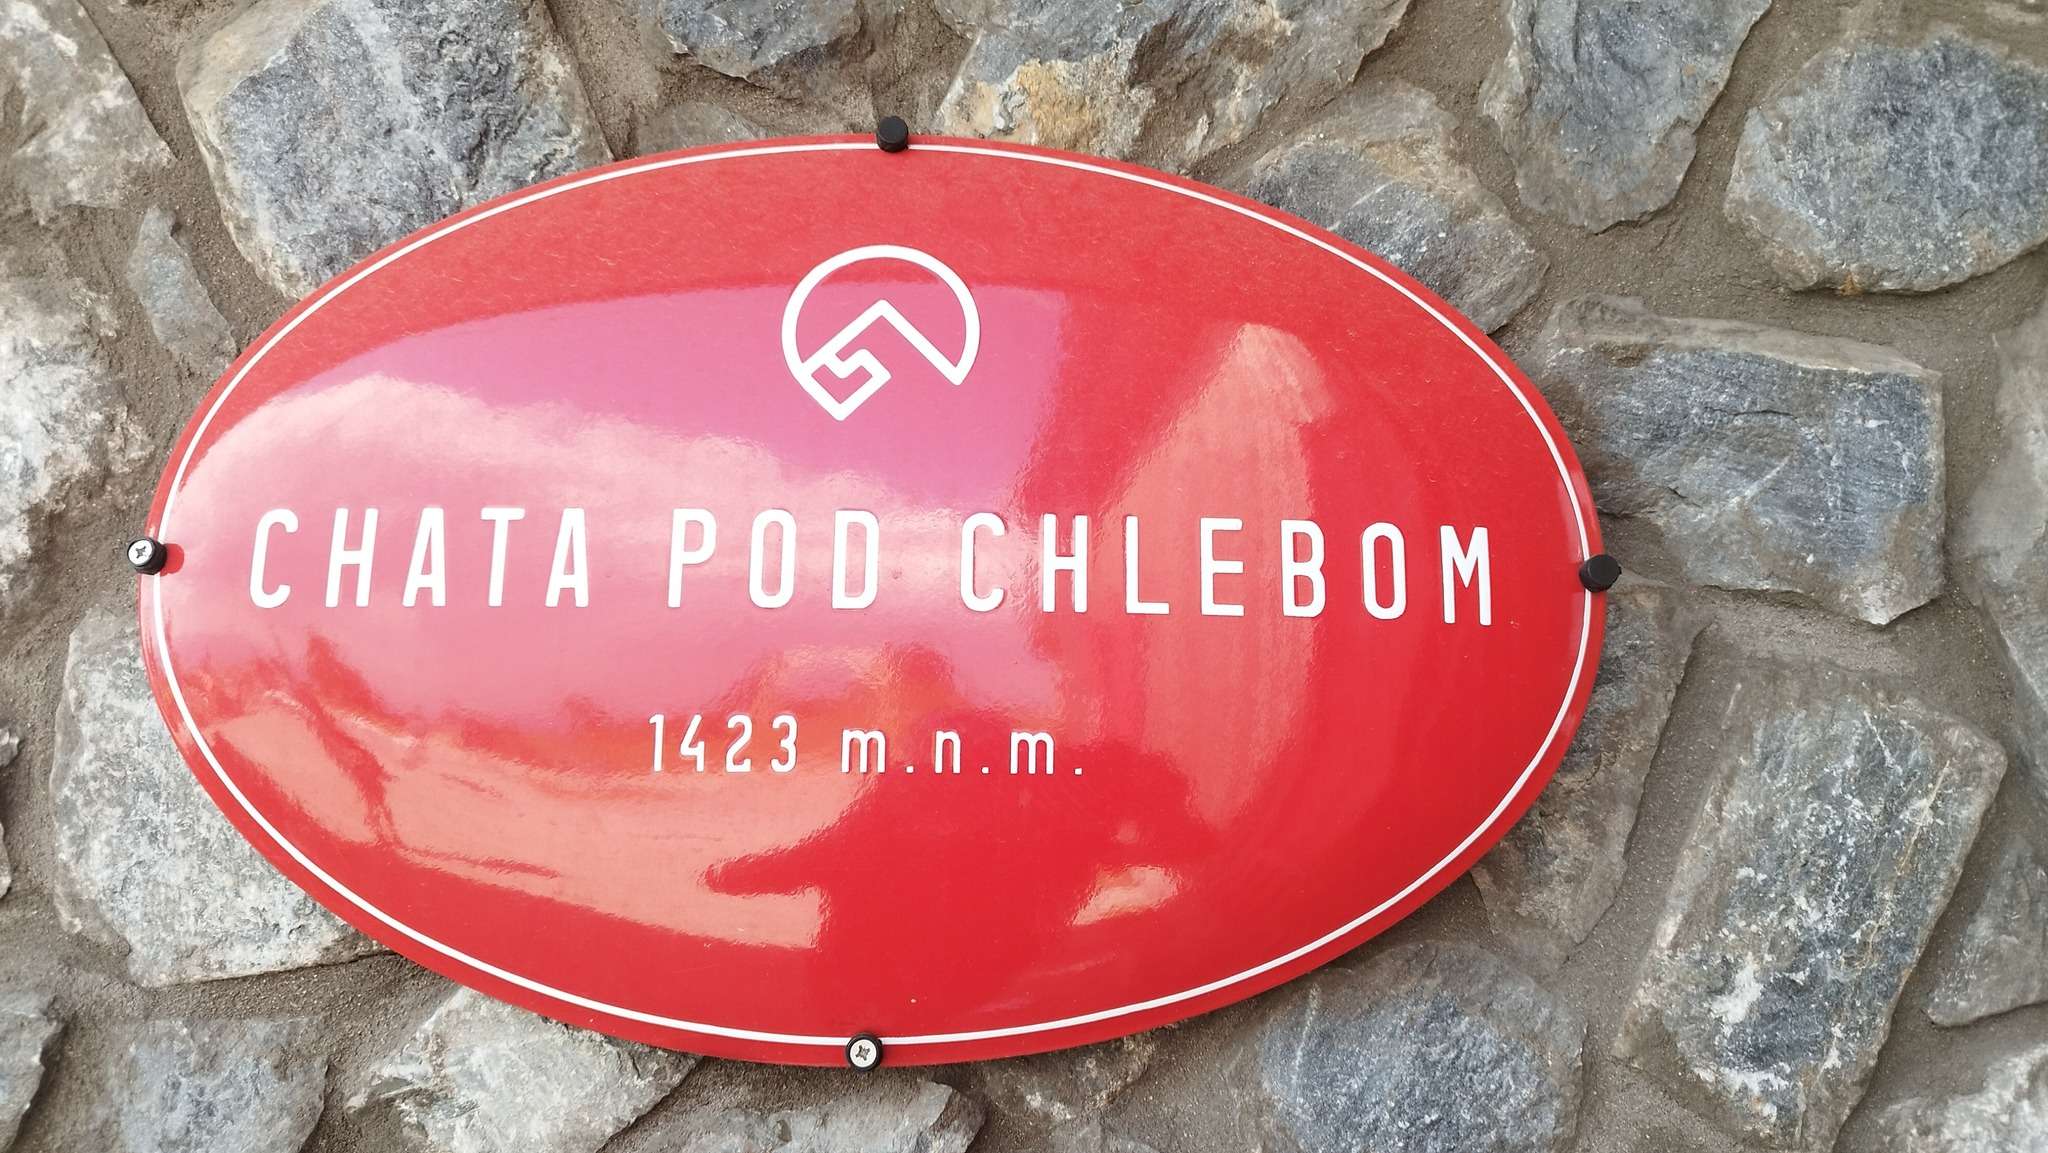 CHATA POD CHLEBOM
1423 m.n.m.